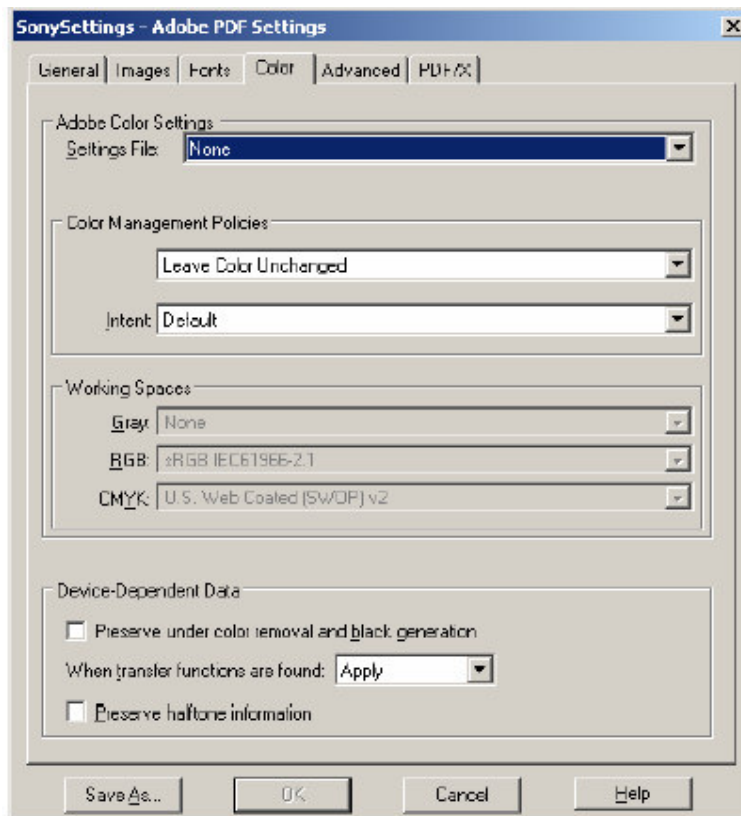 SonySettings - Adobe PDF Settings
General Images Fonts Color Advanced PDF/X
Adobe Color Settings
Settings File: None
Color Management Policies
Leave Color Unchanged
Intent: Default
Working Spaces
Gray: None
RGB: sRGB IEC61966-2.1
CMYK: U.S. Web Coated (SWOP) v2
Device-Dependent Data
Preserve under color removal and black generation
When transfer functions are found: Apply
Preserve halftone information
Save As... OK Cancel Help